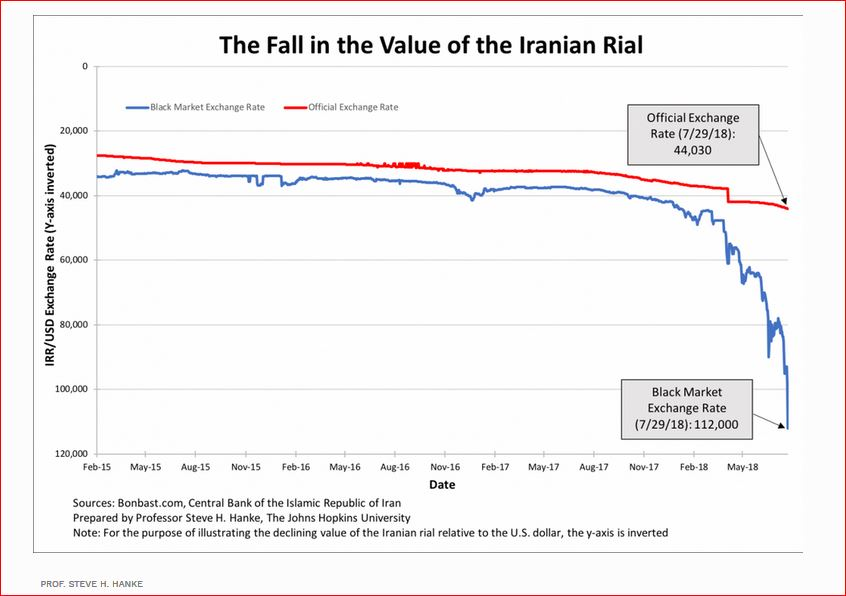 The Fall in the Value of the Iranian Rial
0
Black Market Exchange Rate
Official Exchange Rate
Official Exchange
Rate (7/29/18):
44,030
20,000
40,000
60,000
80,000
100,000
120,000
IRR/USD Exchange Rate (Y-axis inverted)
Black Market
Exchange Rate
(7/29/18): 112,000
Feb-15 May-15 Aug-15 Nov-15 Feb-16 May-16 Aug-16 Nov-16 Feb-17 May-17 Aug-17 Nov-17 Feb-18 May-18
Date
Sources: Bonbast.com, Central Bank of the Islamic Republic of Iran
Prepared by Professor Steve H. Hanke, The Johns Hopkins University
Note: For the purpose of illustrating the declining value of the Iranian rial relative to the U.S. dollar, the y-axis is inverted
PROF. STEVE H. HANKE